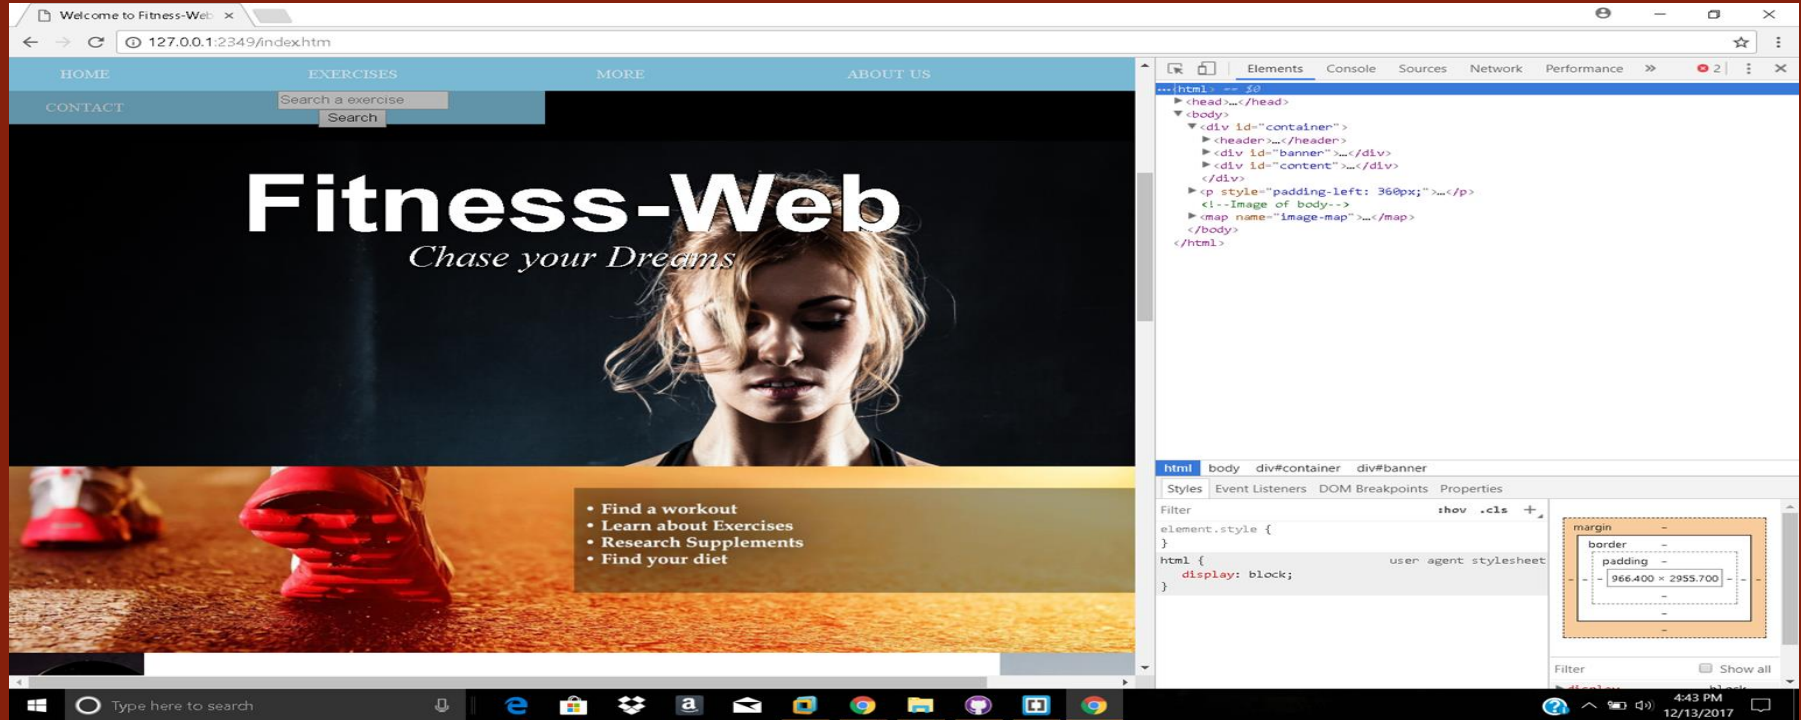 Welcome to Fitness-Web
127.0.0.1:2349/index.htm
HOME EXERCISES MORE ABOUT US
CONTACT
Search a exercise
Search
Fitness-Web
Chase your Dreams
• Find a workout
• Learn about Exercises
• Research Supplements
• Find your diet
Elements Console Sources Network Performance » 2
<html> == $0
<head>…</head>
<body>
<div id="container">
<header>…</header>
<div id="banner">…</div>
<div id="content">…</div>
</div>
<p style="padding-left: 360px;">…</p>
<!--Image of body-->
<map name="image-map">…</map>
</body>
</html>
html body div#container div#banner
Styles Event Listeners DOM Breakpoints Properties
Filter :hov .cls +
element.style {
}
html { user agent stylesheet
display: block;
}
margin -
border -
padding -
- - - 966.400 × 2955.700 - - -
-
-
-
Filter Show all
Type here to search
4:43 PM
12/13/2017